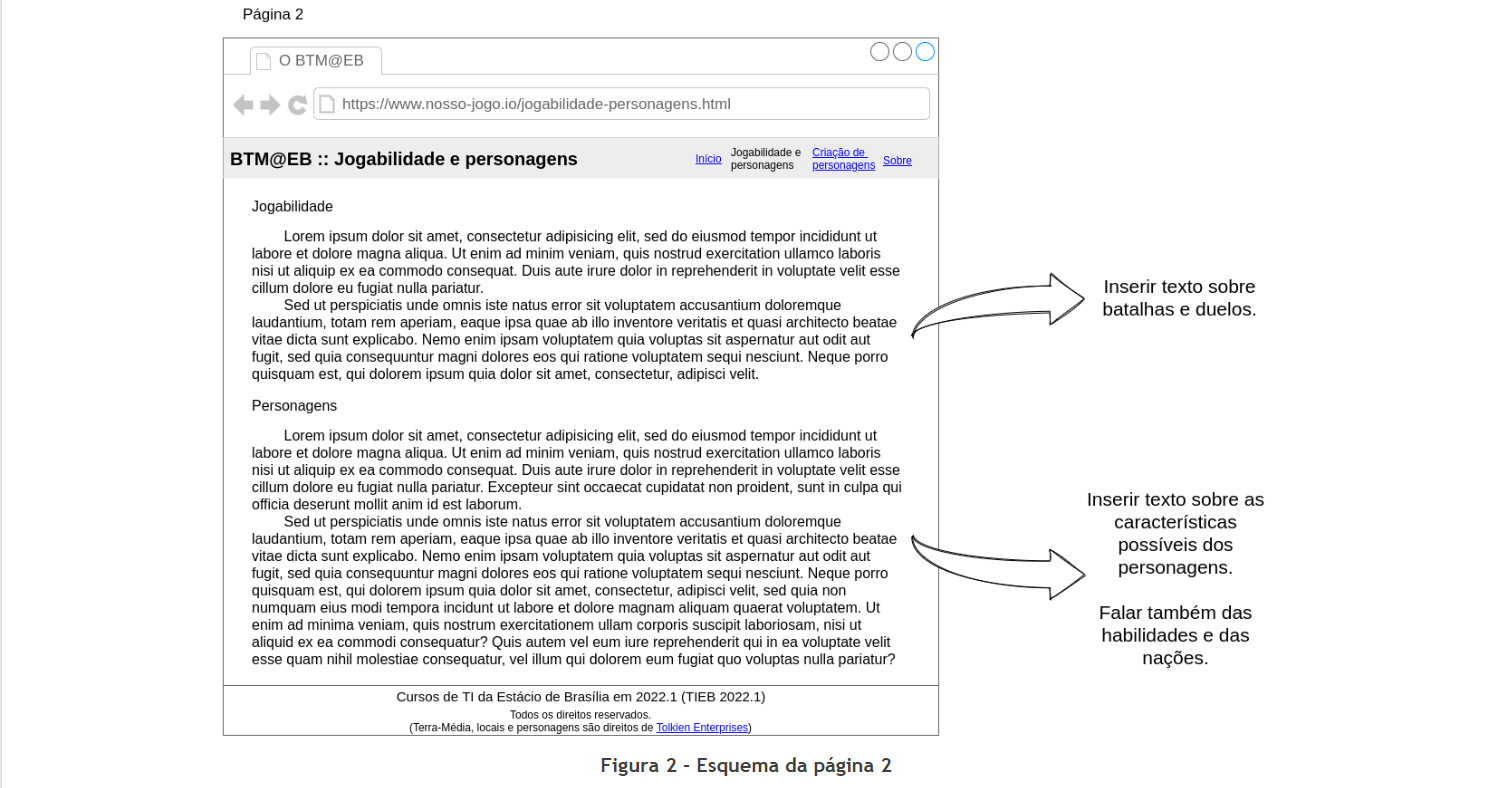 Página 2
O BTM@EB
https://www.nosso-jogo.io/jogabilidade-personagens.html
BTM@EB :: Jogabilidade e personagens
Início
Jogabilidade e
personagens
Criação de
personagens
Sobre
Jogabilidade
Lorem ipsum dolor sit amet, consectetur adipisicing elit, sed do eiusmod tempor incididunt ut
labore et dolore magna aliqua. Ut enim ad minim veniam, quis nostrud exercitation ullamco laboris
nisi ut aliquip ex ea commodo consequat. Duis aute irure dolor in reprehenderit in voluptate velit esse
cillum dolore eu fugiat nulla pariatur.
Sed ut perspiciatis unde omnis iste natus error sit voluptatem accusantium doloremque
laudantium, totam rem aperiam, eaque ipsa quae ab illo inventore veritatis et quasi architecto beatae
vitae dicta sunt explicabo. Nemo enim ipsam voluptatem quia voluptas sit aspernatur aut odit aut
fugit, sed quia consequuntur magni dolores eos qui ratione voluptatem sequi nesciunt. Neque porro
quisquam est, qui dolorem ipsum quia dolor sit amet, consectetur, adipisci velit.
Inserir texto sobre
batalhas e duelos.
Personagens
Lorem ipsum dolor sit amet, consectetur adipisicing elit, sed do eiusmod tempor incididunt ut
labore et dolore magna aliqua. Ut enim ad minim veniam, quis nostrud exercitation ullamco laboris
nisi ut aliquip ex ea commodo consequat. Duis aute irure dolor in reprehenderit in voluptate velit esse
cillum dolore eu fugiat nulla pariatur. Excepteur sint occaecat cupidatat non proident, sunt in culpa qui
officia deserunt mollit anim id est laborum.
Sed ut perspiciatis unde omnis iste natus error sit voluptatem accusantium doloremque
laudantium, totam rem aperiam, eaque ipsa quae ab illo inventore veritatis et quasi architecto beatae
vitae dicta sunt explicabo. Nemo enim ipsam voluptatem quia voluptas sit aspernatur aut odit aut
fugit, sed quia consequuntur magni dolores eos qui ratione voluptatem sequi nesciunt. Neque porro
quisquam est, qui dolorem ipsum quia dolor sit amet, consectetur, adipisci velit, sed quia non
numquam eius modi tempora incidunt ut labore et dolore magnam aliquam quaerat voluptatem. Ut
enim ad minima veniam, quis nostrum exercitationem ullam corporis suscipit laboriosam, nisi ut
aliquid ex ea commodi consequatur? Quis autem vel eum iure reprehenderit qui in ea voluptate velit
esse quam nihil molestiae consequatur, vel illum qui dolorem eum fugiat quo voluptas nulla pariatur?
Inserir texto sobre as
características
possíveis dos
personagens.
Falar também das
habilidades e das
nações.
Cursos de TI da Estácio de Brasília em 2022.1 (TIEB 2022.1)
Todos os direitos reservados.
(Terra-Média, locais e personagens são direitos de Tolkien Enterprises)
Figura 2 - Esquema da página 2